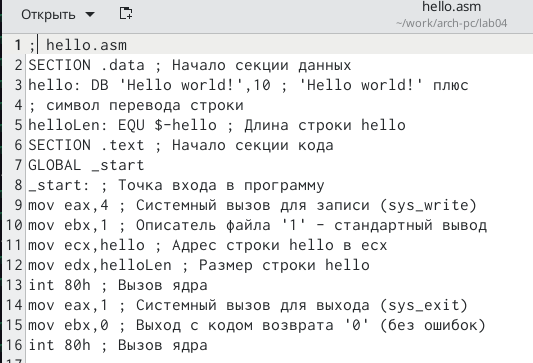 Открыть
hello.asm
~/work/arch-pc/lab04
1 ; hello.asm
2 SECTION .data ; Начало секции данных
3 hello: DB 'Hello world!',10 ; 'Hello world!' плюс
4 ; символ перевода строки
5 helloLen: EQU $-hello ; Длина строки hello
6 SECTION .text ; Начало секции кода
7 GLOBAL _start
8 _start: ; Точка входа в программу
9 mov eax,4 ; Системный вызов для записи (sys_write)
10 mov ebx,1 ; Описатель файла '1' - стандартный вывод
11 mov ecx,hello ; Адрес строки hello в ecx
12 mov edx,helloLen ; Размер строки hello
13 int 80h ; Вызов ядра
14 mov eax,1 ; Системный вызов для выхода (sys_exit)
15 mov ebx,0 ; Выход с кодом возврата '0' (без ошибок)
16 int 80h ; Вызов ядра